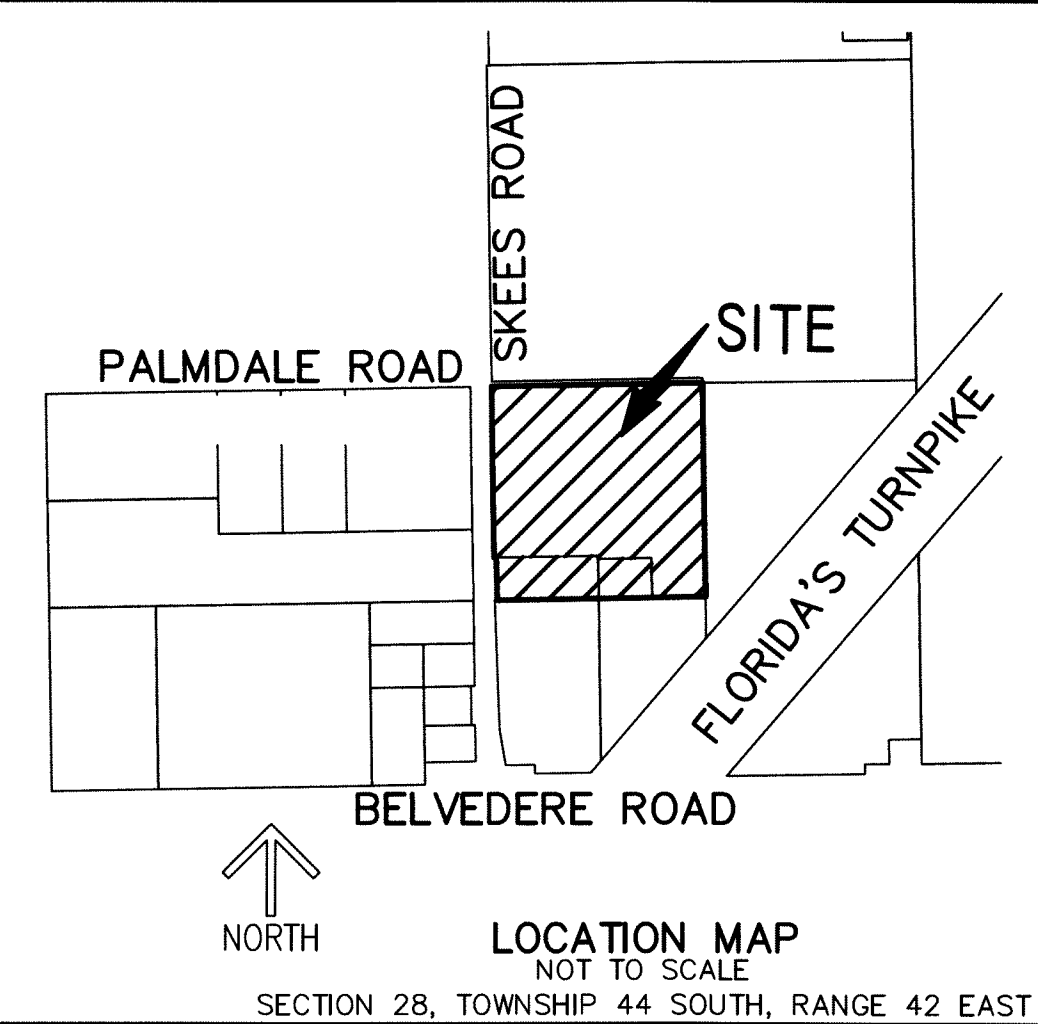 SKEES ROAD
SITE
PALMDALE ROAD
FLORIDA'S TURNPIKE
BELVEDERE ROAD
NORTH
LOCATION MAP
NOT TO SCALE
SECTION 28, TOWNSHIP 44 SOUTH, RANGE 42 EAST